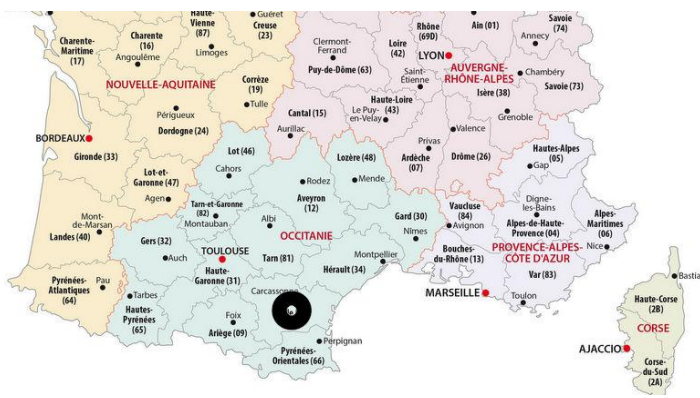 Haute-
Vienne
(87)
Guéret
Creuse
(23)
Charente-
Maritime
(17)
Charente
(16)
Angoulême
Limoges
NOUVELLE-AQUITAINE
Corrèze
(19)
Tulle
Périgueux
Dordogne (24)
BORDEAUX
Gironde (33)
Lot-et-
Garonne (47)
Agen
Mont-
de-Marsan
Landes (40)
Pyrénées-
Atlantiques
(64)
Pau
Clermont-
Ferrand
Puy-de-Dôme (63)
Loire
(42)
Rhône
(69D)
Ain (01)
Savoie
(74)
Annecy
LYON
AUVERGNE-
RHÔNE-ALPES
Chambéry
Savoie (73)
Saint-
Étienne
Isère (38)
Haute-Loire
(43)
Le Puy-
en-Velay
Grenoble
Cantal (15)
Aurillac
Privas
Valence
Ardèche
(07)
Drôme (26)
Lot (46)
Cahors
Lozère (48)
Mende
Rodez
Aveyron
(12)
Tarn-et-Garonne
(82)
Montauban
Albi
OCCITANIE
Gard (30)
Nîmes
Gers (32)
Auch
TOULOUSE
Haute-
Garonne (31)
Tarn (81)
Montpellier
Hérault (34)
Carcassonne
Tarbes
Hautes-
Pyrénées
(65)
Foix
Ariège (09)
Perpignan
Pyrénées-
Orientales (66)
Hautes-Alpes
(05)
Gap
Vaucluse
(84)
Avignon
Digne-
les-Bains
Alpes-de-Haute-
Provence (04)
Alpes-
Maritimes
(06)
Nice
Bouches-
du-Rhône (13)
PROVENCE-ALPES-
CÔTE D'AZUR
Var (83)
MARSEILLE
Toulon
Bastia
Haute-Corse
(2B)
CORSE
AJACCIO
Corse-
du-Sud
(2A)